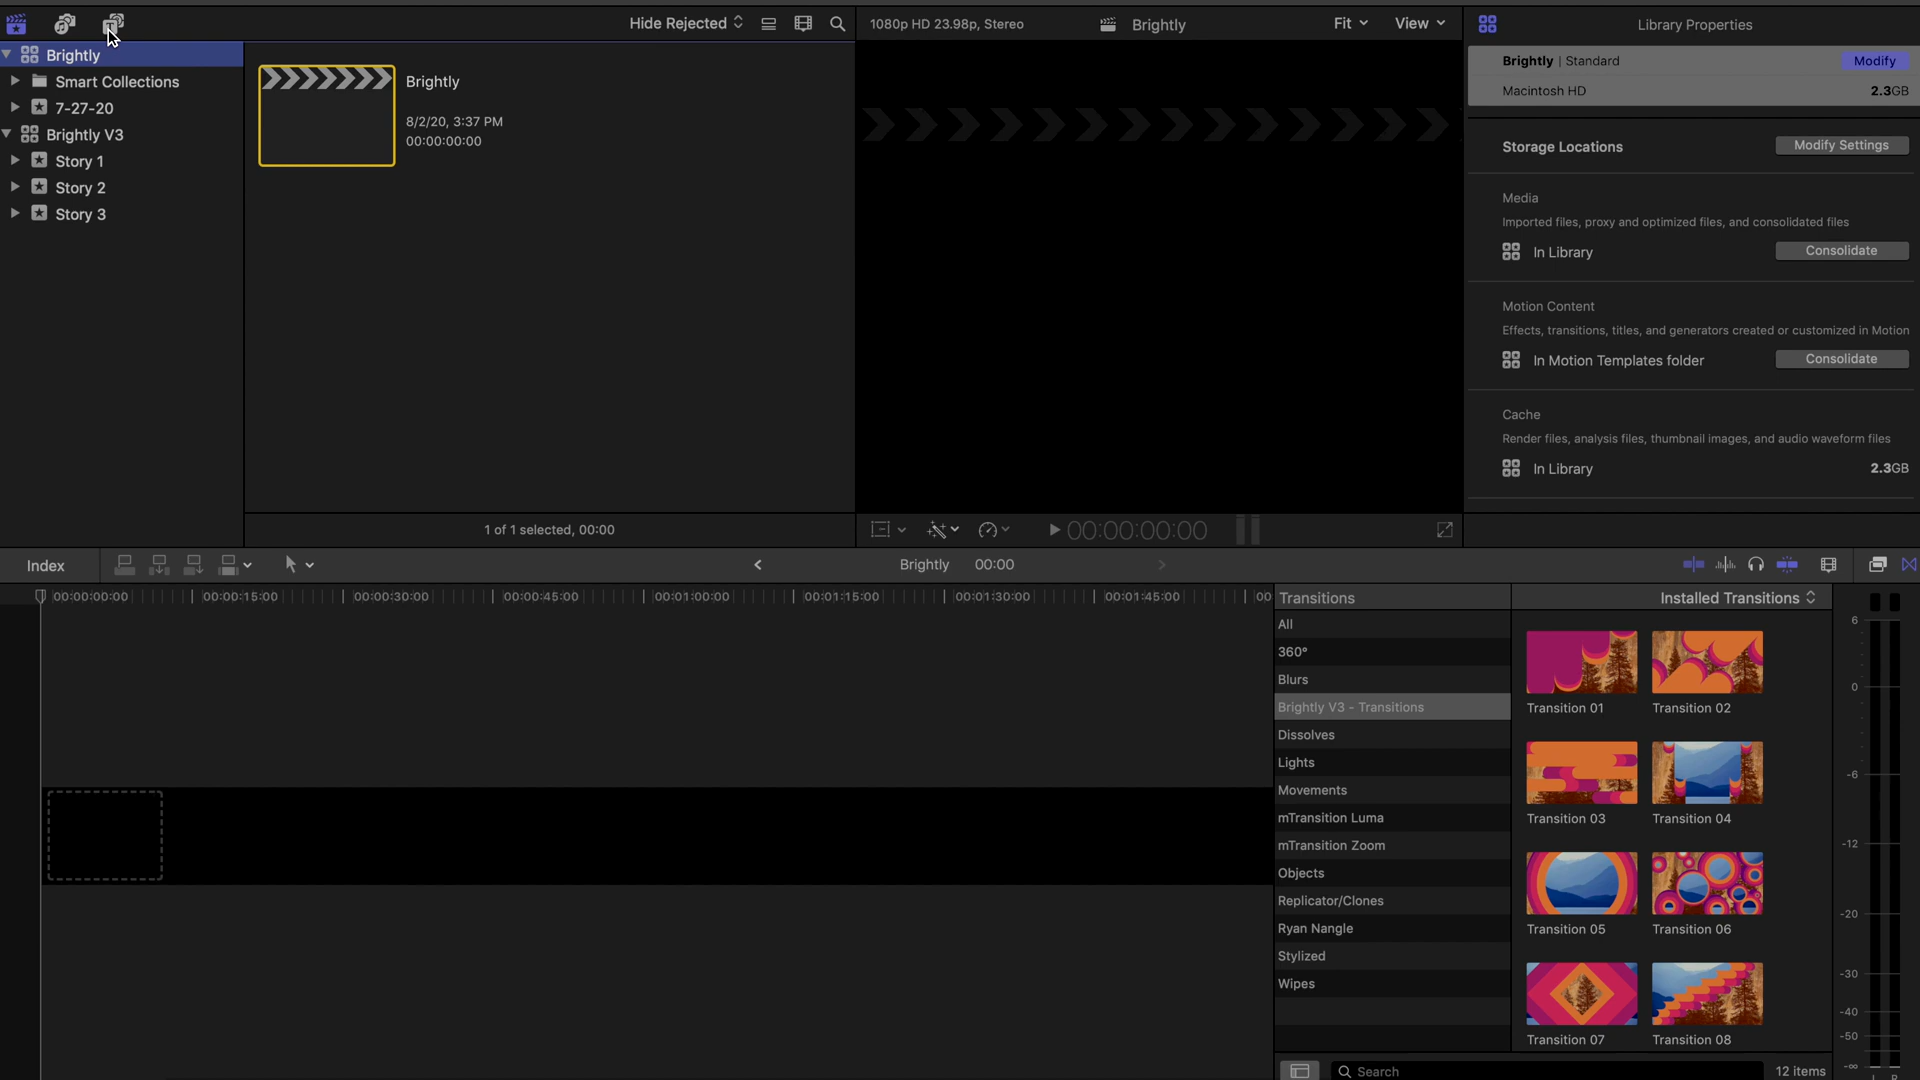 Hide Rejected
1080p HD 23.98p, Stereo
Brightly
Fit
View
Library Properties
Brightly
Smart Collections
7-27-20
Brightly V3
Story 1
Story 2
Story 3
Brightly
8/2/20, 3:37 PM
00:00:00:00
1 of 1 selected, 00:00
00:00:00:00
Brightly | Standard
Modify
Macintosh HD
2.3GB
Storage Locations
Modify Settings
Media
Imported files, proxy and optimized files, and consolidated files
In Library
Consolidate
Motion Content
Effects, transitions, titles, and generators created or customized in Motion
In Motion Templates folder
Consolidate
Cache
Render files, analysis files, thumbnail images, and audio waveform files
In Library
2.3GB
Index
Brightly
00:00
00:00:00:00
00:00:15:00
00:00:30:00
00:00:45:00
00:01:00:00
00:01:15:00
00:01:30:00
00:01:45:00
00
Transitions
Installed Transitions
All
360°
Blurs
Brightly V3 - Transitions
Dissolves
Lights
Movements
mTransition Luma
mTransition Zoom
Objects
Replicator/Clones
Ryan Nangle
Stylized
Wipes
Transition 01
Transition 02
Transition 03
Transition 04
Transition 05
Transition 06
Transition 07
Transition 08
Search
12 items
6
0
-6
-12
-20
-30
-40
-50
-∞